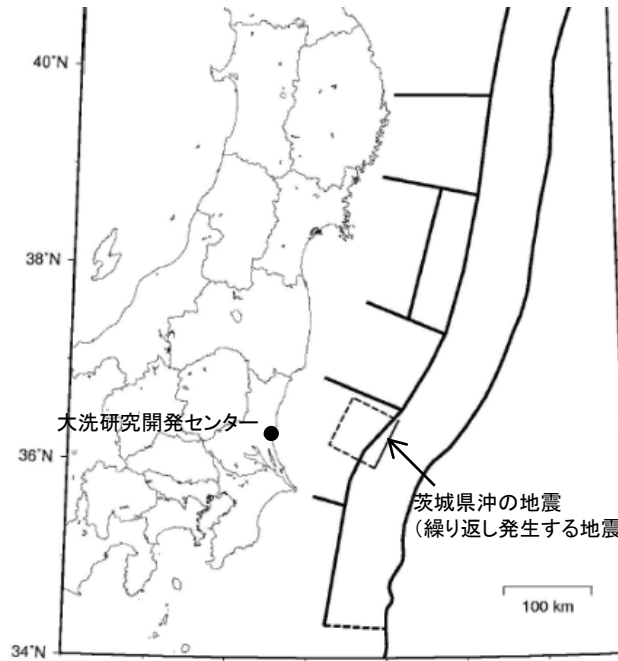 40°N
38°N
大洗研究開発センター
36°N
茨城県沖の地震
（繰り返し発生する地震
100 km
34°N